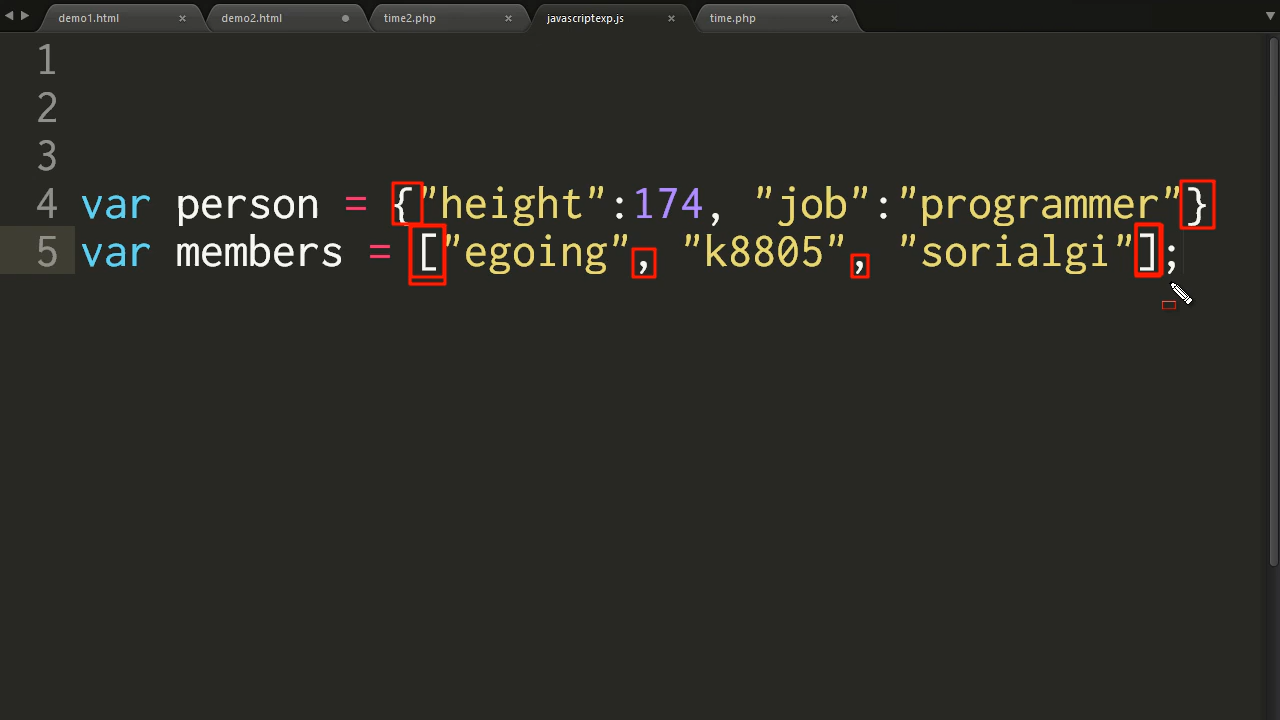 demo1.html demo2.html time2.php javascriptexp.js time.php
1
2
3
4 var person = {"height":174, "job":"programmer"}
5 var members = ["egoing", "k8805", "sorialgi"];